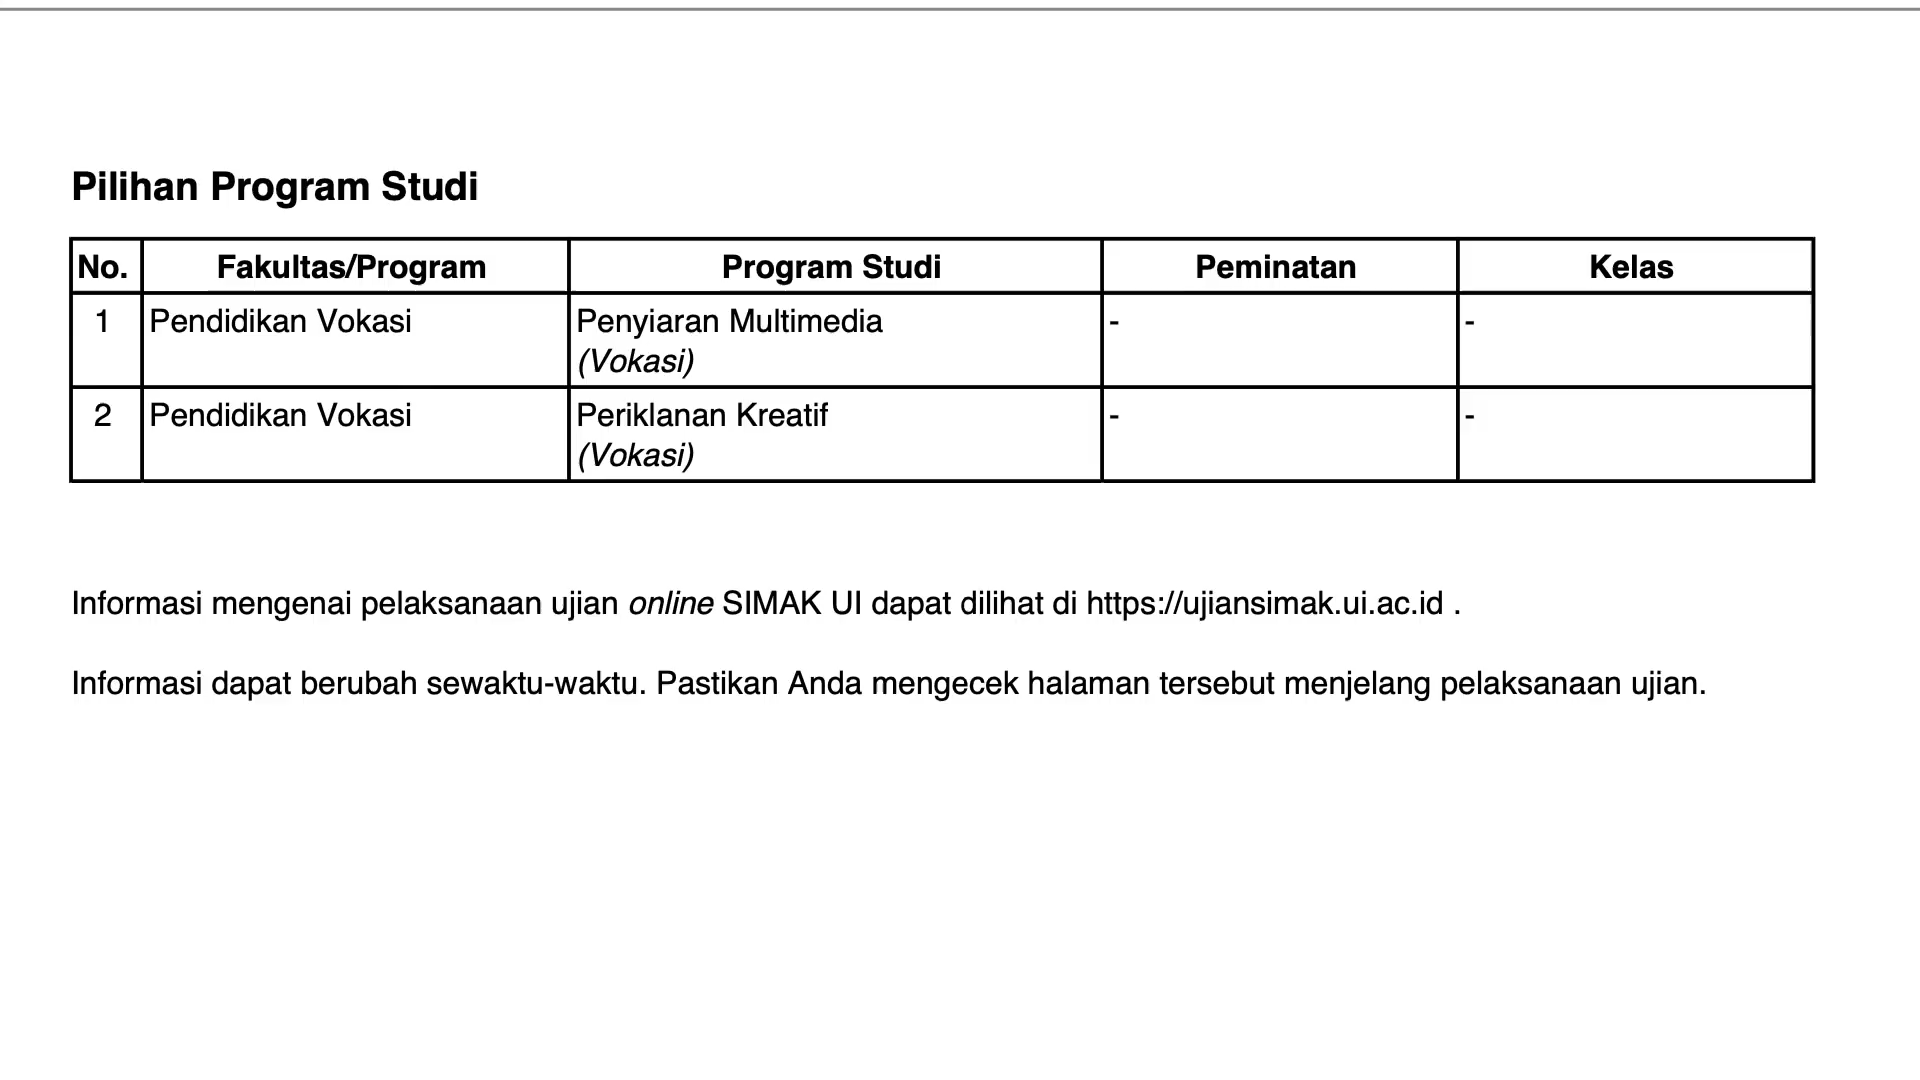 Pilihan Program Studi
No. Fakultas/Program Program Studi Peminatan Kelas
1 Pendidikan Vokasi Penyiaran Multimedia - -
(Vokasi)
2 Pendidikan Vokasi Periklanan Kreatif - -
(Vokasi)
Informasi mengenai pelaksanaan ujian online SIMAK UI dapat dilihat di https://ujiansimak.ui.ac.id .
Informasi dapat berubah sewaktu-waktu. Pastikan Anda mengecek halaman tersebut menjelang pelaksanaan ujian.